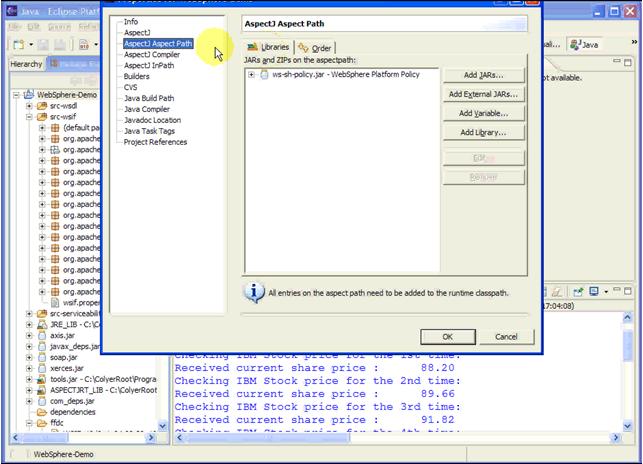 Java - Eclipse Platf
File Edit
Hierarchy
WebSphere-Demo
src-wsdl
src-wsif
(default pa
org.apache
org.apache
org.apache
org.apache
org.apache
org.apache
org.apache
org.apache
org.apache
org.apache
org.apache
org.apache
org.apache
wsif.proper
src-serviceabilit
JRE_LIB - C:\C
axis.jar
javax_deps.jar
soap.jar
xerces.jar
tools.jar - C:\ColyerRoot\Progra
ASPECTJRT_LIB - C:\ColyerRoot
com_deps.jar
dependencies
ffdc
WebSphere-Demo
Info
AspectJ
AspectJ Aspect Path
AspectJ Compiler
AspectJ InPath
Builders
CVS
Java Build Path
Java Compiler
Javadoc Location
Java Task Tags
Project References
AspectJ Aspect Path
Libraries
Order
JARs and ZIPs on the aspectpath:
ws-sh-policy.jar - WebSphere Platform Policy
Add JARs...
Add External JARs...
Add Variable...
Add Library...
Edit...
Remove
All entries on the aspect path need to be added to the runtime classpath.
OK
Cancel
Java
»
ot available.
17:04:08)
Checking IBM Stock price for the 1st time:
Received current share price : 88.20
Checking IBM Stock price for the 2nd time:
Received current share price : 89.66
Checking IBM Stock price for the 3rd time:
Received current share price : 91.82
Checking IBM Stock price for the 4th time: